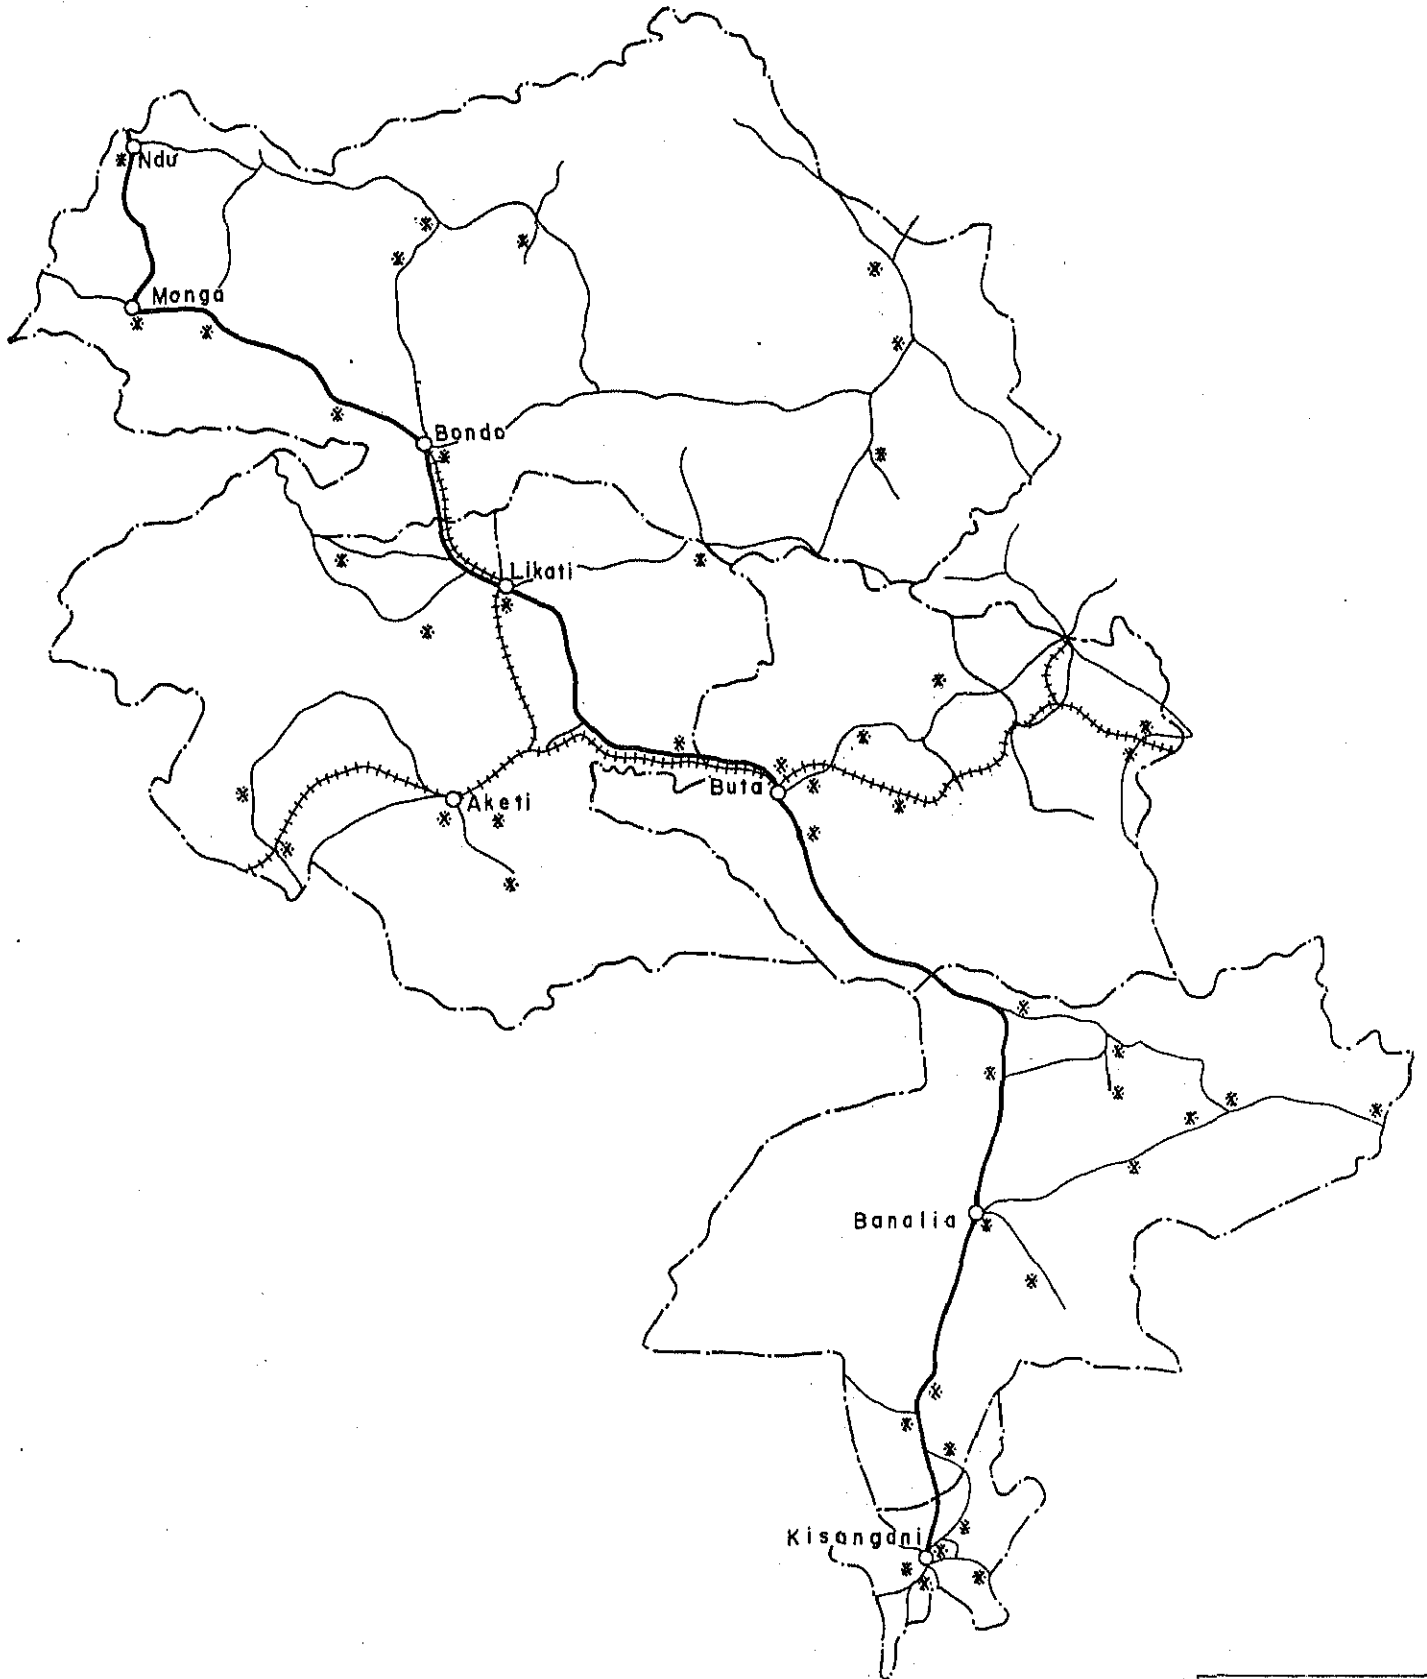 Ndu
Monga
Bondo
Likati
Buta
Aketi
Banalia
Kisangani